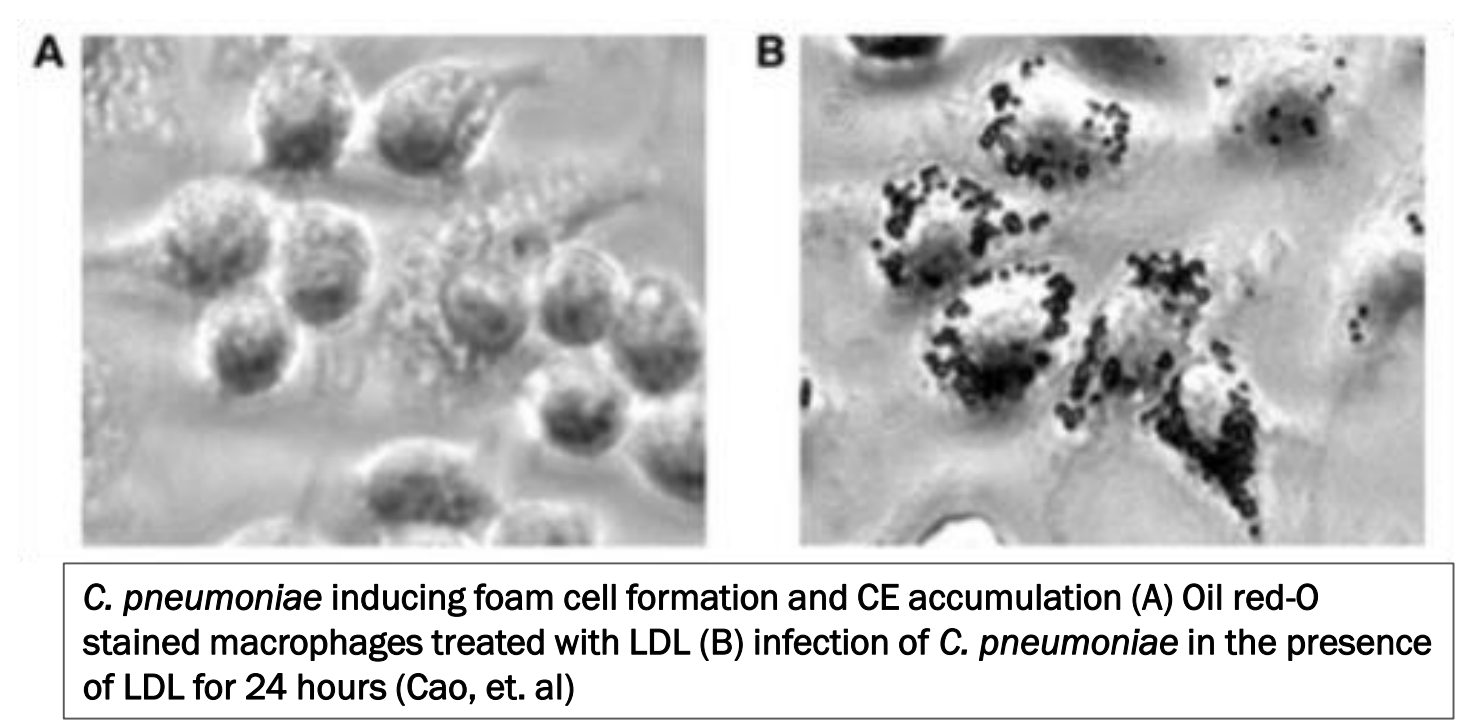 A
B
C. pneumoniae inducing foam cell formation and CE accumulation (A) Oil red-O
stained macrophages treated with LDL (B) infection of C. pneumoniae in the presence
of LDL for 24 hours (Cao, et. al)